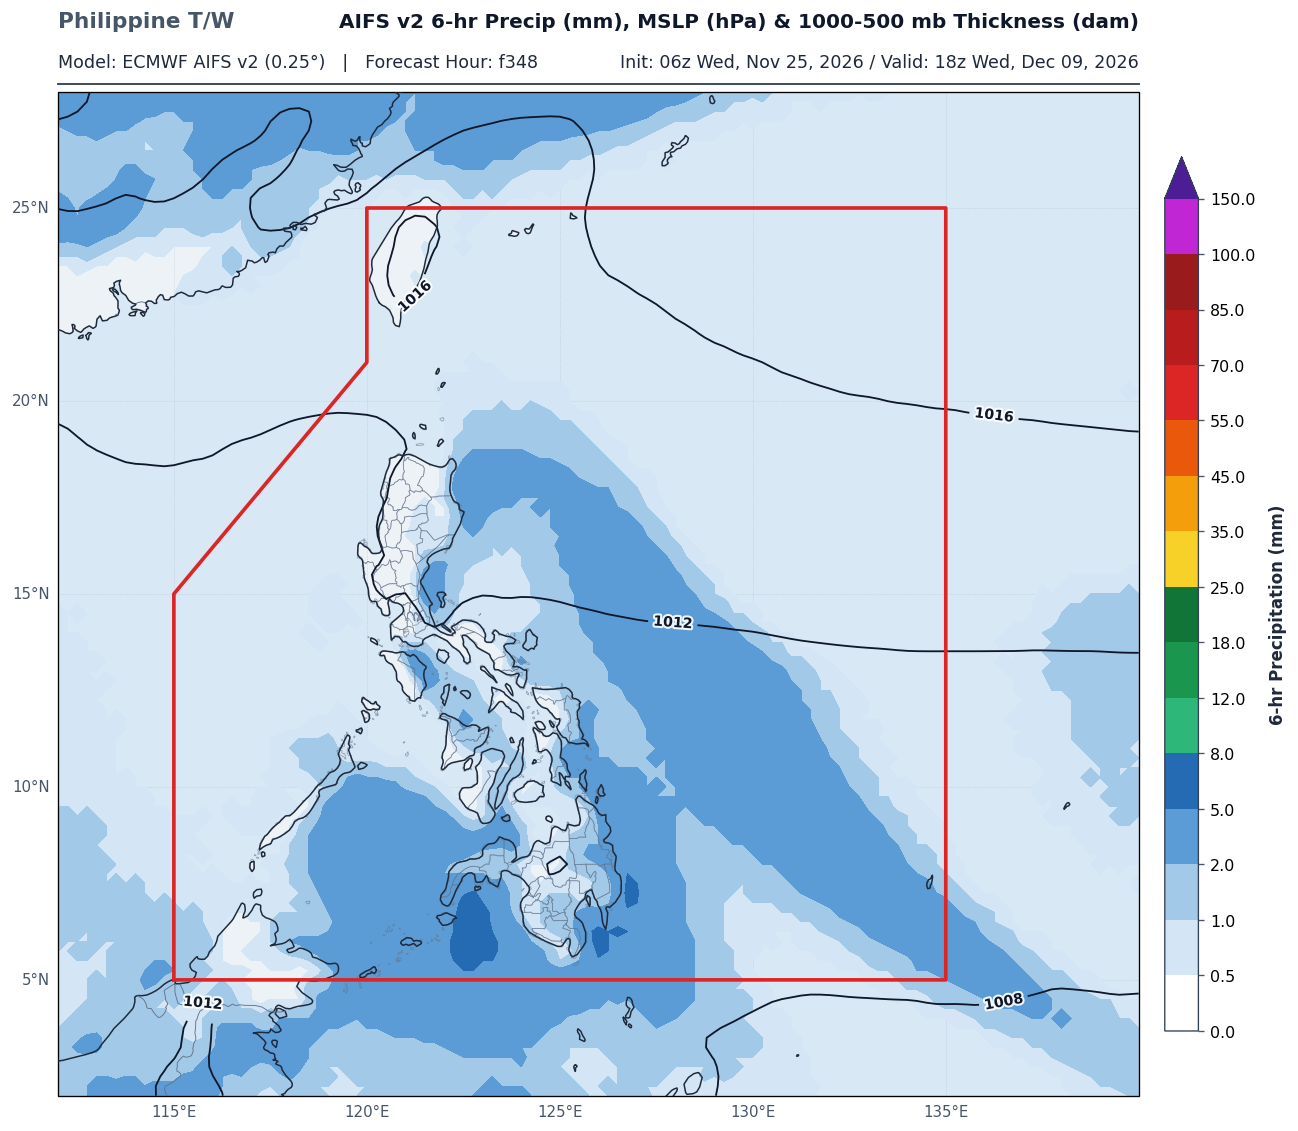 Philippine T/W
AIFS v2 6-hr Precip (mm), MSLP (hPa) & 1000-500 mb Thickness (dam)
Model: ECMWF AIFS v2 (0.25°) | Forecast Hour: f348
Init: 06z Wed, Nov 25, 2026 / Valid: 18z Wed, Dec 09, 2026
25°N
20°N
15°N
10°N
5°N
1016
1016
1012
1012
1008
115°E
120°E
125°E
130°E
135°E
150.0
100.0
85.0
70.0
55.0
45.0
35.0
25.0
18.0
12.0
8.0
5.0
2.0
1.0
0.5
0.0
6-hr Precipitation (mm)